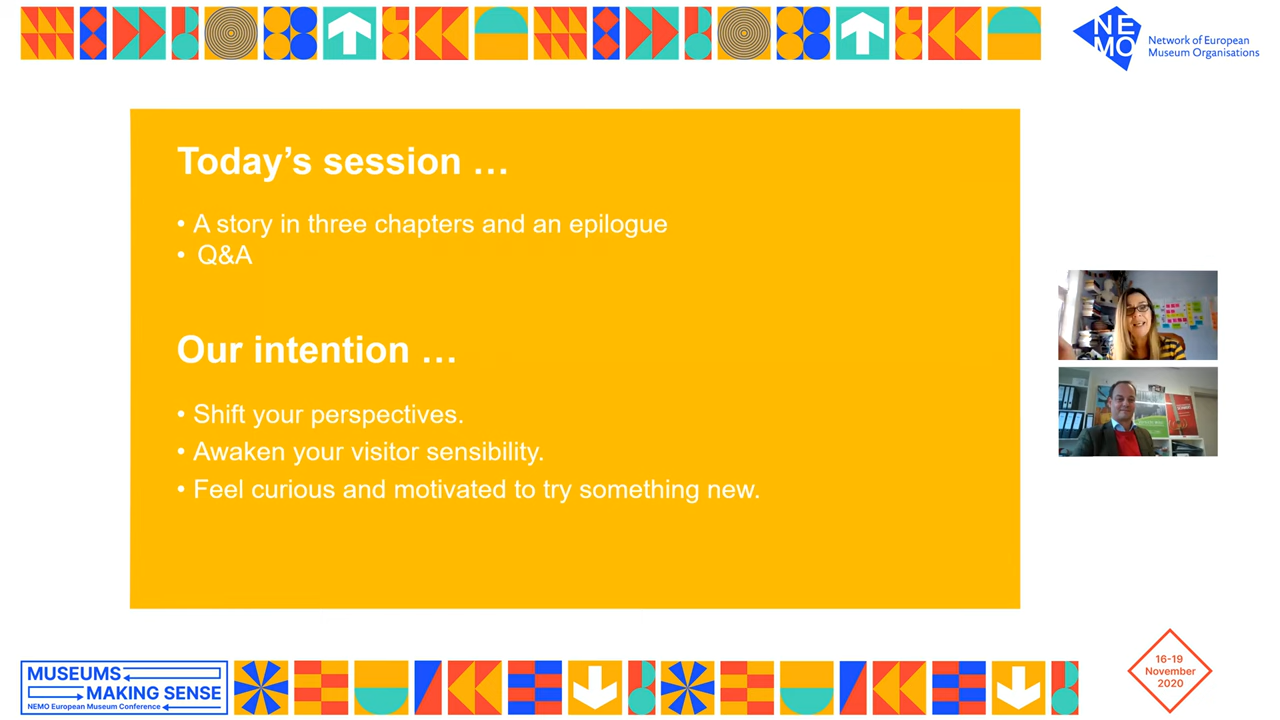 NE
MO
Network of European
Museum Organisations
Today's session …
• A story in three chapters and an epilogue
• Q&A
Our intention …
• Shift your perspectives.
• Awaken your visitor sensibility.
• Feel curious and motivated to try something new.
MUSEUMS
MAKING SENSE
NEMO European Museum Conference
16-19
November
2020